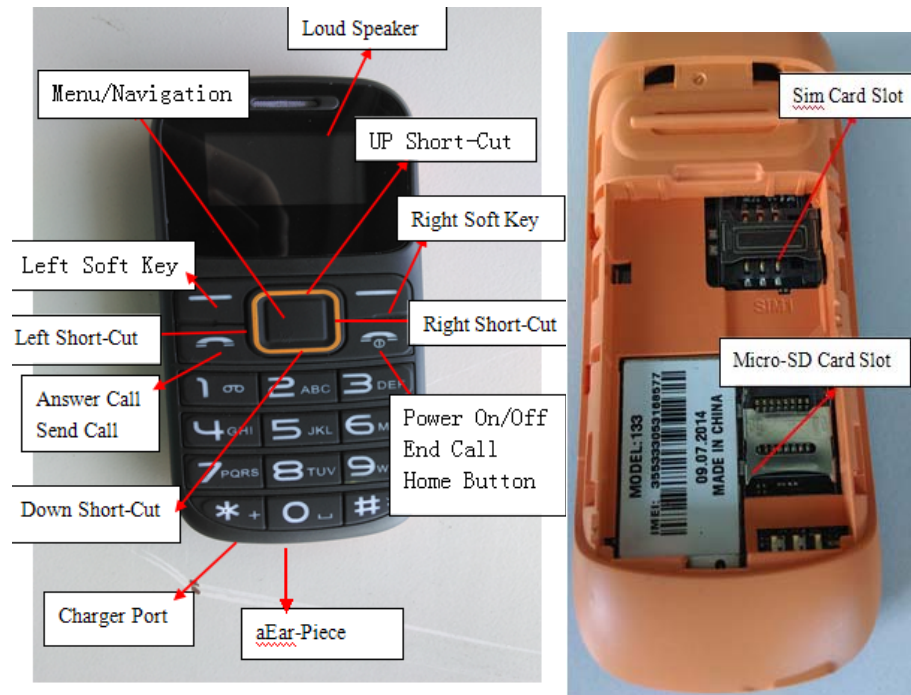 Loud Speaker
Menu/Navigation
UP Short-Cut
Right Soft Key
Left Soft Key
Left Short-Cut
Right Short-Cut
Answer Call
Send Call
Power On/Off
End Call
Home Button
Down Short-Cut
Charger Port
aEar-Piece
1
2 ABC
3 DEF
4 GHI
5 JKL
6 M
7 PQRS
8 TUV
9 W
* +
0
#
Sim Card Slot
SIM1
Micro-SD Card Slot
MODEL:133
IMEI: 355333053168577
09.07.2014
MADE IN CHINA